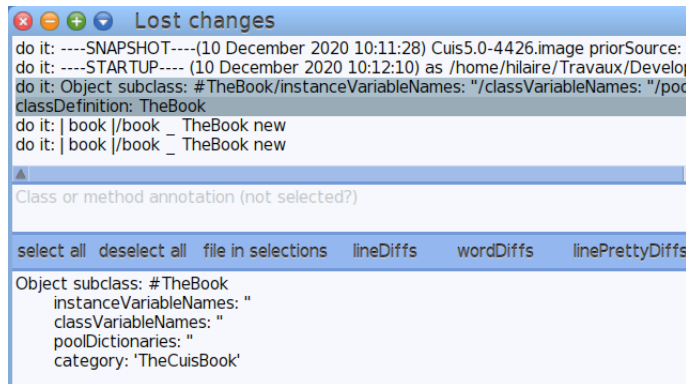 Lost changes
do it: ----SNAPSHOT----(10 December 2020 10:11:28) Cuis5.0-4426.image priorSource:
do it: ----STARTUP---- (10 December 2020 10:12:10) as /home/hilaire/Travaux/Develop
do it: Object subclass: #TheBook/instanceVariableNames: ''/classVariableNames: ''/poo
classDefinition: TheBook
do it: | book |/book _ TheBook new
do it: | book |/book _ TheBook new
Class or method annotation (not selected?)
select all deselect all file in selections lineDiffs wordDiffs linePrettyDiffs
Object subclass: #TheBook
instanceVariableNames: ''
classVariableNames: ''
poolDictionaries: ''
category: 'TheCuisBook'